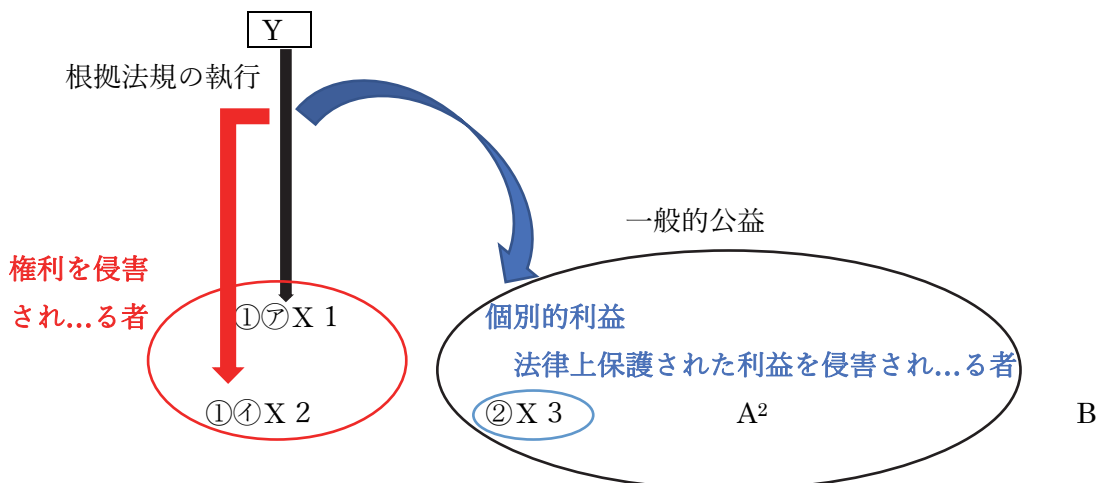 Y
根拠法規の執行
一般的公益
権利を侵害
され…る者
①㋐X 1
個別的利益
法律上保護された利益を侵害され…る者
①㋑X 2
②X 3
A²
B